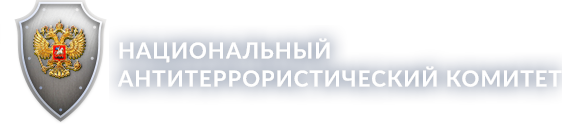 НАЦИОНАЛЬНЫЙ
АНТИТЕРРОРИСТИЧЕСКИЙ КОМИТЕТ